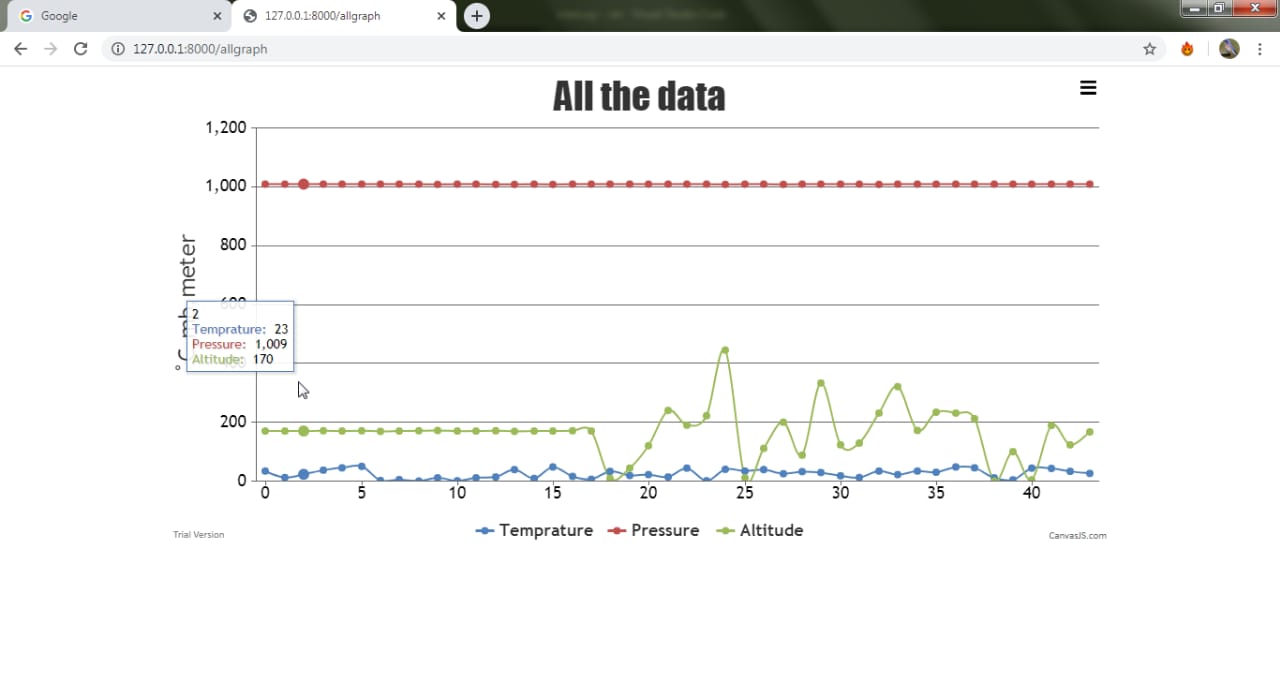 Google
127.0.0.1:8000/allgraph
127.0.0.1:8000/allgraph
All the data
1,200
1,000
800
600
200
0
meter
2
Temprature: 23
Pressure: 1,009
Altitude: 170
0 5 10 15 20 25 30 35 40
Temprature Pressure Altitude
Trial Version
CanvasJS.com